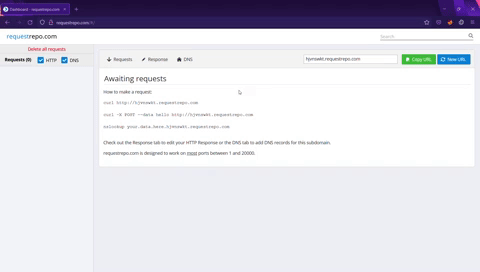 Dashboard - requestrepo.com
requestrepo.com
requestrepo.com
Search
Delete all requests
Requests (0) HTTP DNS
Requests Response DNS
hjvnswkt.requestrepo.com
Copy URL New URL
Awaiting requests
How to make a request:
curl http://hjvnswkt.requestrepo.com
curl -X POST --data hello http://hjvnswkt.requestrepo.com
nslookup your.data.here.hjvnswkt.requestrepo.com
Check out the Response tab to edit your HTTP Response or the DNS tab to add DNS records for this subdomain.
requestrepo.com is designed to work on most ports between 1 and 20000.